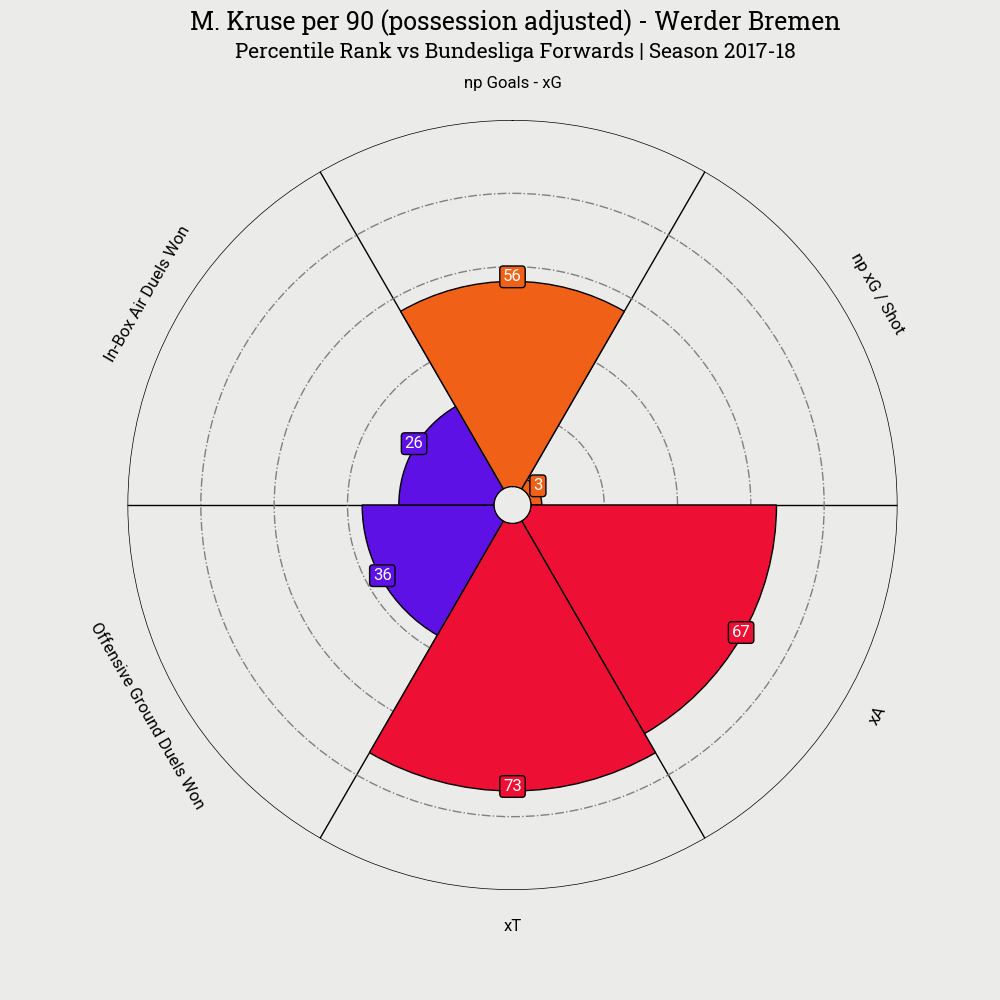 M. Kruse per 90 (possession adjusted) - Werder Bremen
Percentile Rank vs Bundesliga Forwards | Season 2017-18
np Goals - xG
np xG / Shot
In-Box Air Duels Won
56
26
3
36
67
Offensive Ground Duels Won
xA
73
xT